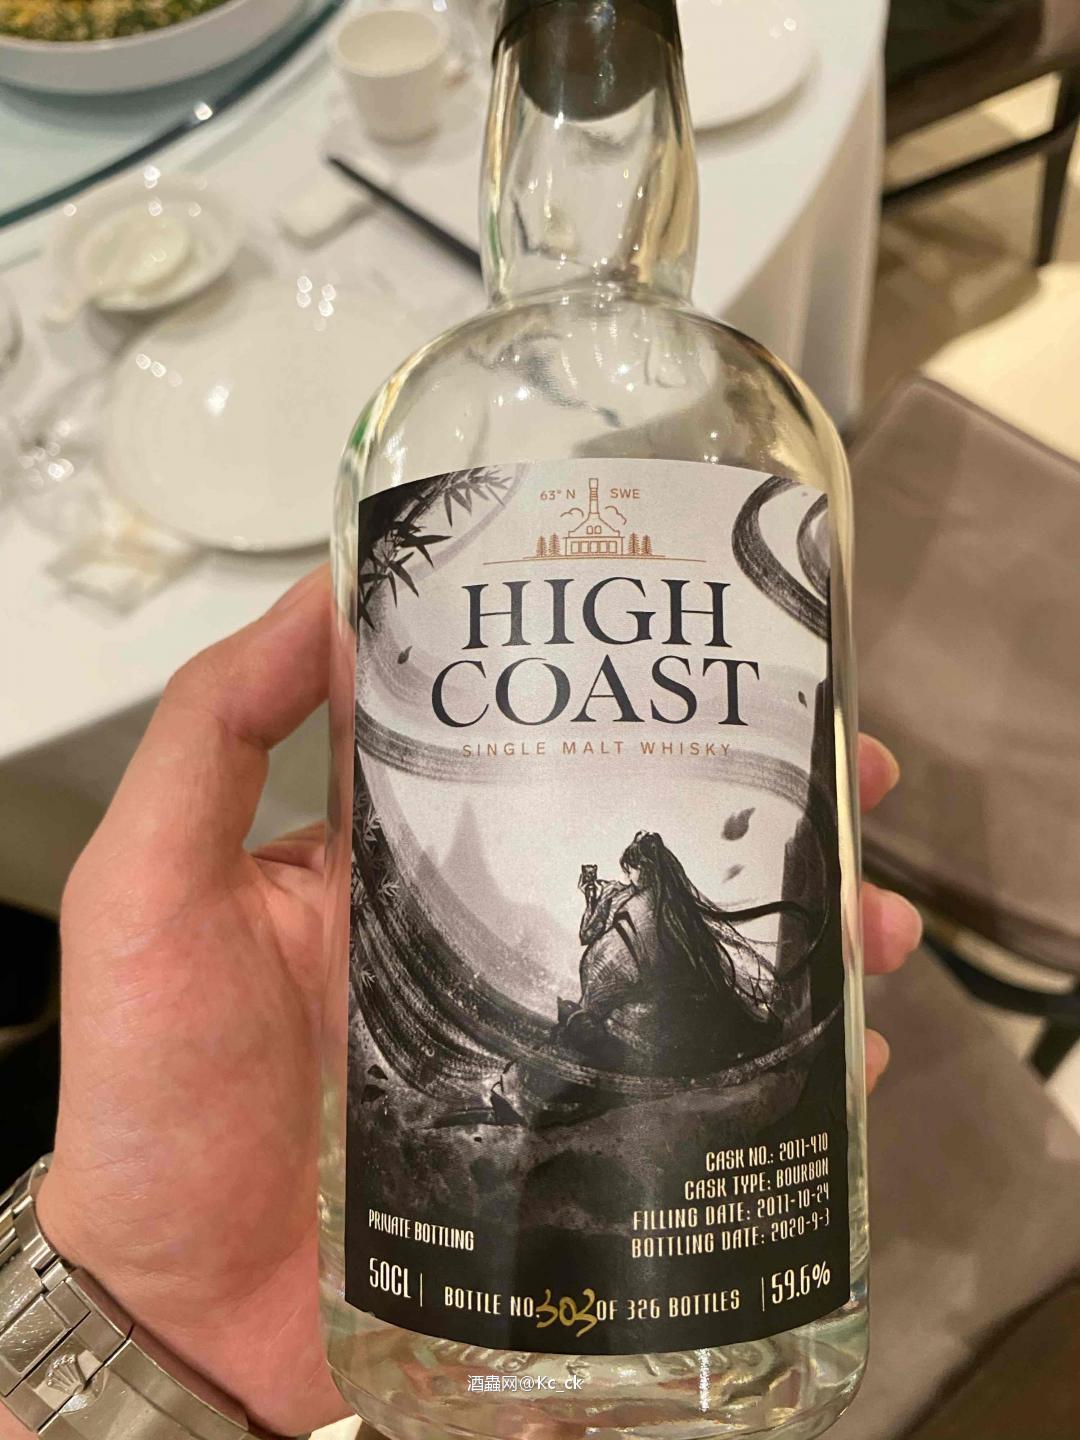 63° N SWE
HIGH
COAST
SINGLE MALT WHISKY
CASK NO.: 2011-410
CASK TYPE: BOURBON
FILLING DATE: 2011-10-24
BOTTLING DATE: 2020-9-3
PRIVATE BOTTLING
50CL | BOTTLE NO.: 303 OF 326 BOTTLES | 59.6%
酒蟲网@Kc_ck